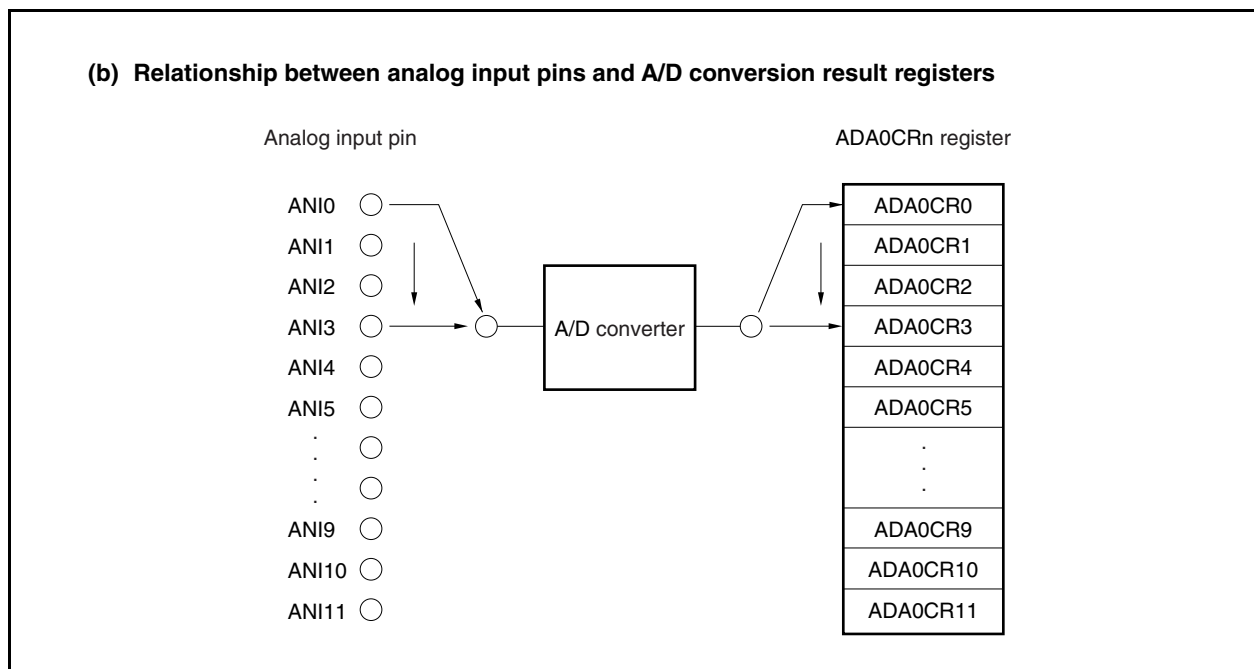 (b) Relationship between analog input pins and A/D conversion result registers
Analog input pin
ADA0CRn register
ANI0
ANI1
ANI2
ANI3
ANI4
ANI5
.
.
.
.
ANI9
ANI10
ANI11
A/D converter
ADA0CR0
ADA0CR1
ADA0CR2
ADA0CR3
ADA0CR4
ADA0CR5
.
.
.
ADA0CR9
ADA0CR10
ADA0CR11